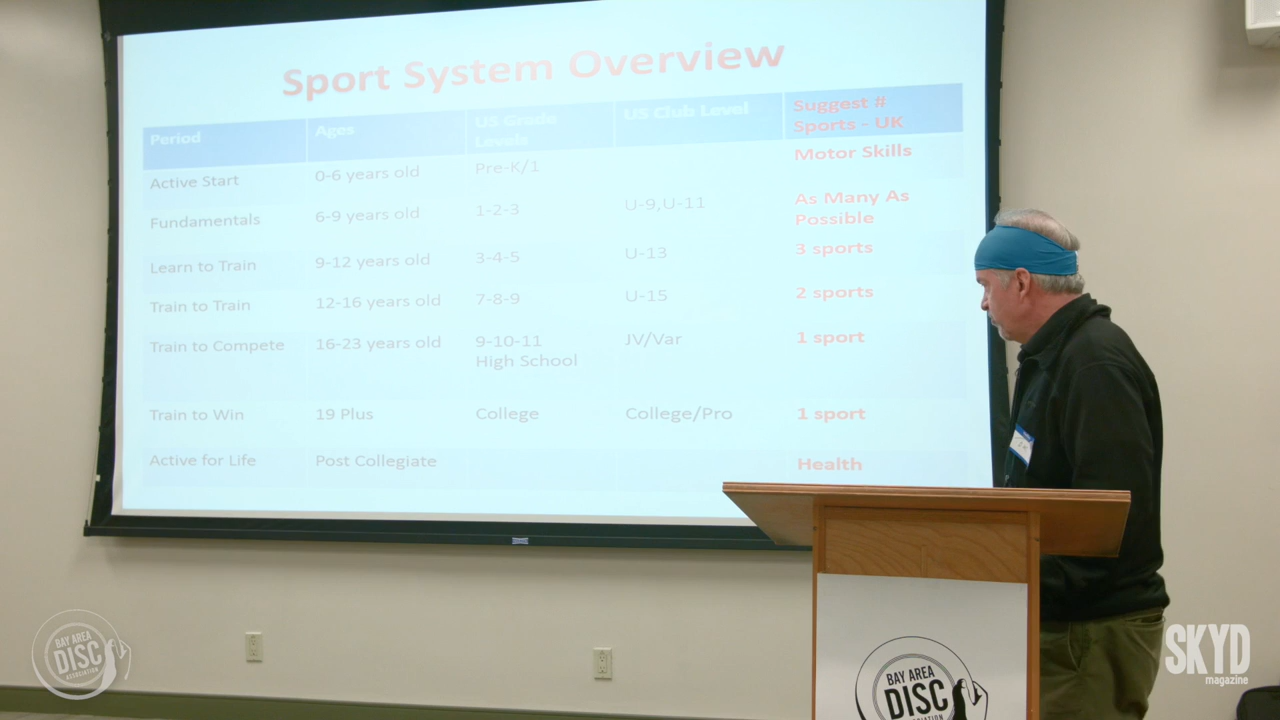 Sport System Overview
Period Ages US Grade Levels US Club Level Suggest # Sports - UK
Active Start 0-6 years old Pre-K/1 Motor Skills
Fundamentals 6-9 years old 1-2-3 U-9,U-11 As Many As Possible
Learn to Train 9-12 years old 3-4-5 U-13 3 sports
Train to Train 12-16 years old 7-8-9 U-15 2 sports
Train to Compete 16-23 years old 9-10-11 High School JV/Var 1 sport
Train to Win 19 Plus College College/Pro 1 sport
Active for Life Post Collegiate Health
BAY AREA
DISC
ASSOCIATION
BAY AREA
DISC
SKYD
magazine